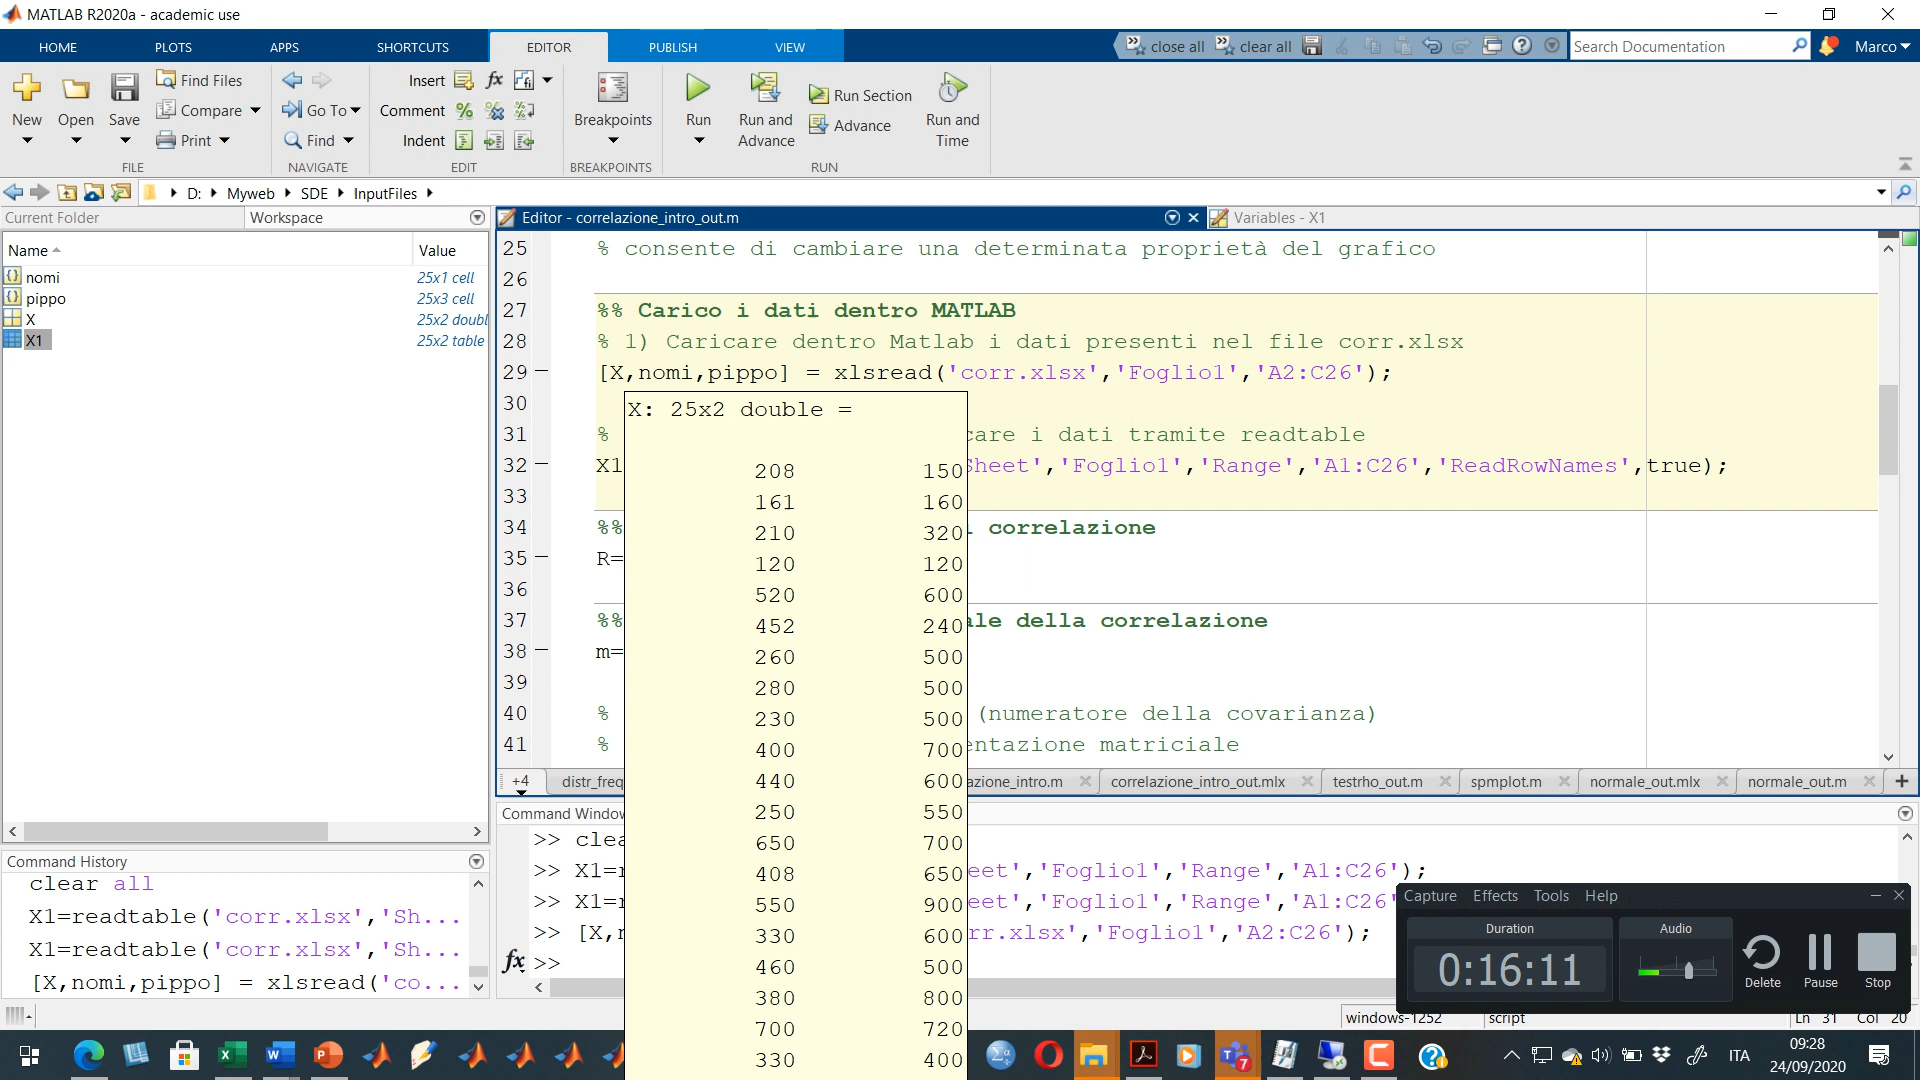 MATLAB R2020a - academic use
HOME PLOTS APPS SHORTCUTS EDITOR PUBLISH VIEW close all clear all Search Documentation Marco
New Open Save Find Files Compare Print Go To Find Insert Comment Indent Breakpoints Run Run and Advance Run Section Advance Run and Time
FILE NAVIGATE EDIT BREAKPOINTS RUN
D: Myweb SDE InputFiles
Current Folder Workspace
Name Value
nomi 25x1 cell
pippo 25x3 cell
X 25x2 doubl
X1 25x2 table
Command History
clear all
X1=readtable('corr.xlsx','Sh...
X1=readtable('corr.xlsx','Sh...
[X,nomi,pippo] = xlsread('co...
Editor - correlazione_intro_out.m Variables - X1
25 % consente di cambiare una determinata proprietà del grafico
26
27 %% Carico i dati dentro MATLAB
28 % 1) Caricare dentro Matlab i dati presenti nel file corr.xlsx
29 [X,nomi,pippo] = xlsread('corr.xlsx','Foglio1','A2:C26');
30
31 % care i dati tramite readtable
32 X1 Sheet','Foglio1','Range','A1:C26','ReadRowNames',true);
33
34 %% correlazione
35 R=
36
37 %% ale della correlazione
38 m=
39
40 % (numeratore della covarianza)
41 % entazione matriciale
X: 25x2 double =
208 150
161 160
210 320
120 120
520 600
452 240
260 500
280 500
230 500
400 700
440 600
250 550
650 700
408 650
550 900
330 600
460 500
380 800
700 720
330 400
+4 distr_freq azione_intro.m correlazione_intro_out.mlx testrho_out.m spmplot.m normale_out.mlx normale_out.m
Command Window
>> clea
>> X1=r eet','Foglio1','Range','A1:C26');
>> X1=r eet','Foglio1','Range','A1:C26'
>> [X,n rr.xlsx','Foglio1','A2:C26');
fx >>
Capture Effects Tools Help
Duration Audio
0:16:11
Delete Pause Stop
windows-1252 script Ln 31 Col 20
ITA
09:28
24/09/2020